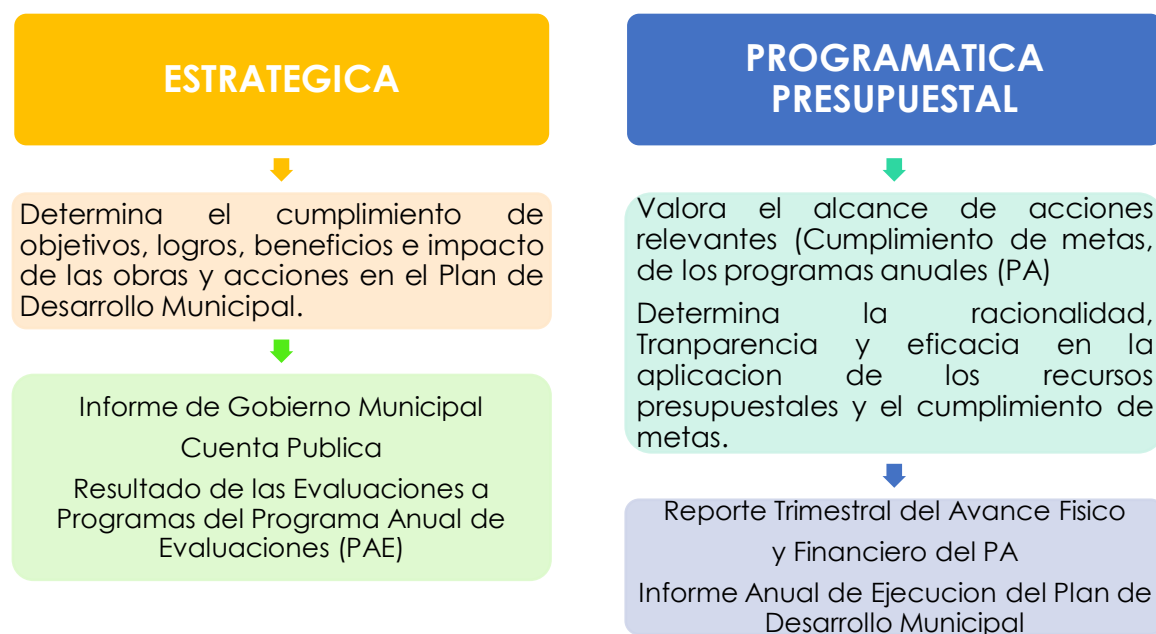 ESTRATEGICA
Determina el cumplimiento de
objetivos, logros, beneficios e impacto
de las obras y acciones en el Plan de
Desarrollo Municipal.
Informe de Gobierno Municipal
Cuenta Publica
Resultado de las Evaluaciones a
Programas del Programa Anual de
Evaluaciones (PAE)
PROGRAMATICA
PRESUPUESTAL
Valora el alcance de acciones
relevantes (Cumplimiento de metas,
de los programas anuales (PA)
Determina la racionalidad,
Tranparencia y eficacia en la
aplicacion de los recursos
presupuestales y el cumplimiento de
metas.
Reporte Trimestral del Avance Fisico
y Financiero del PA
Informe Anual de Ejecucion del Plan de
Desarrollo Municipal